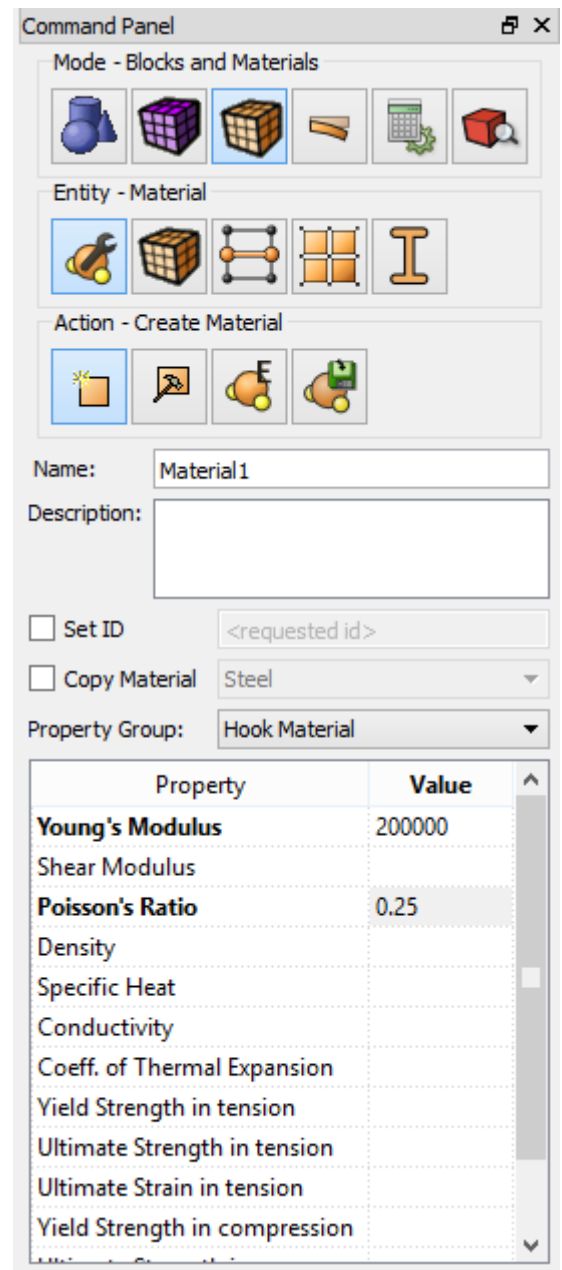 Command Panel
Mode - Blocks and Materials
Entity - Material
Action - Create Material
E
Name: Material1
Description:
Set ID <requested id>
Copy Material Steel
Property Group: Hook Material
Property Value
Young's Modulus 200000
Shear Modulus
Poisson's Ratio 0.25
Density
Specific Heat
Conductivity
Coeff. of Thermal Expansion
Yield Strength in tension
Ultimate Strength in tension
Ultimate Strain in tension
Yield Strength in compression